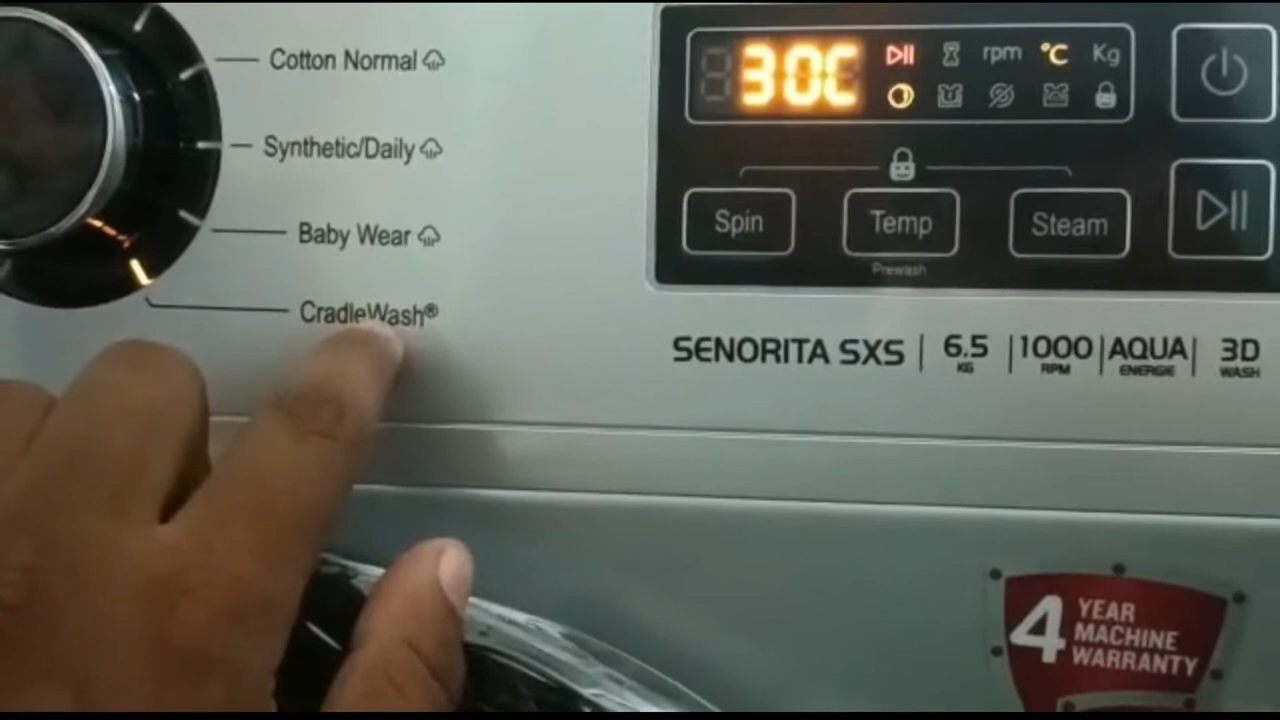 Cotton Normal
Synthetic/Daily
Baby Wear
CradleWash®
30C
rpm °C Kg
Spin Temp Steam
Prewash
SENORITA SXS | 6.5 KG | 1000 RPM | AQUA ENERGIE | 3D WASH
4 YEAR
MACHINE
WARRANTY